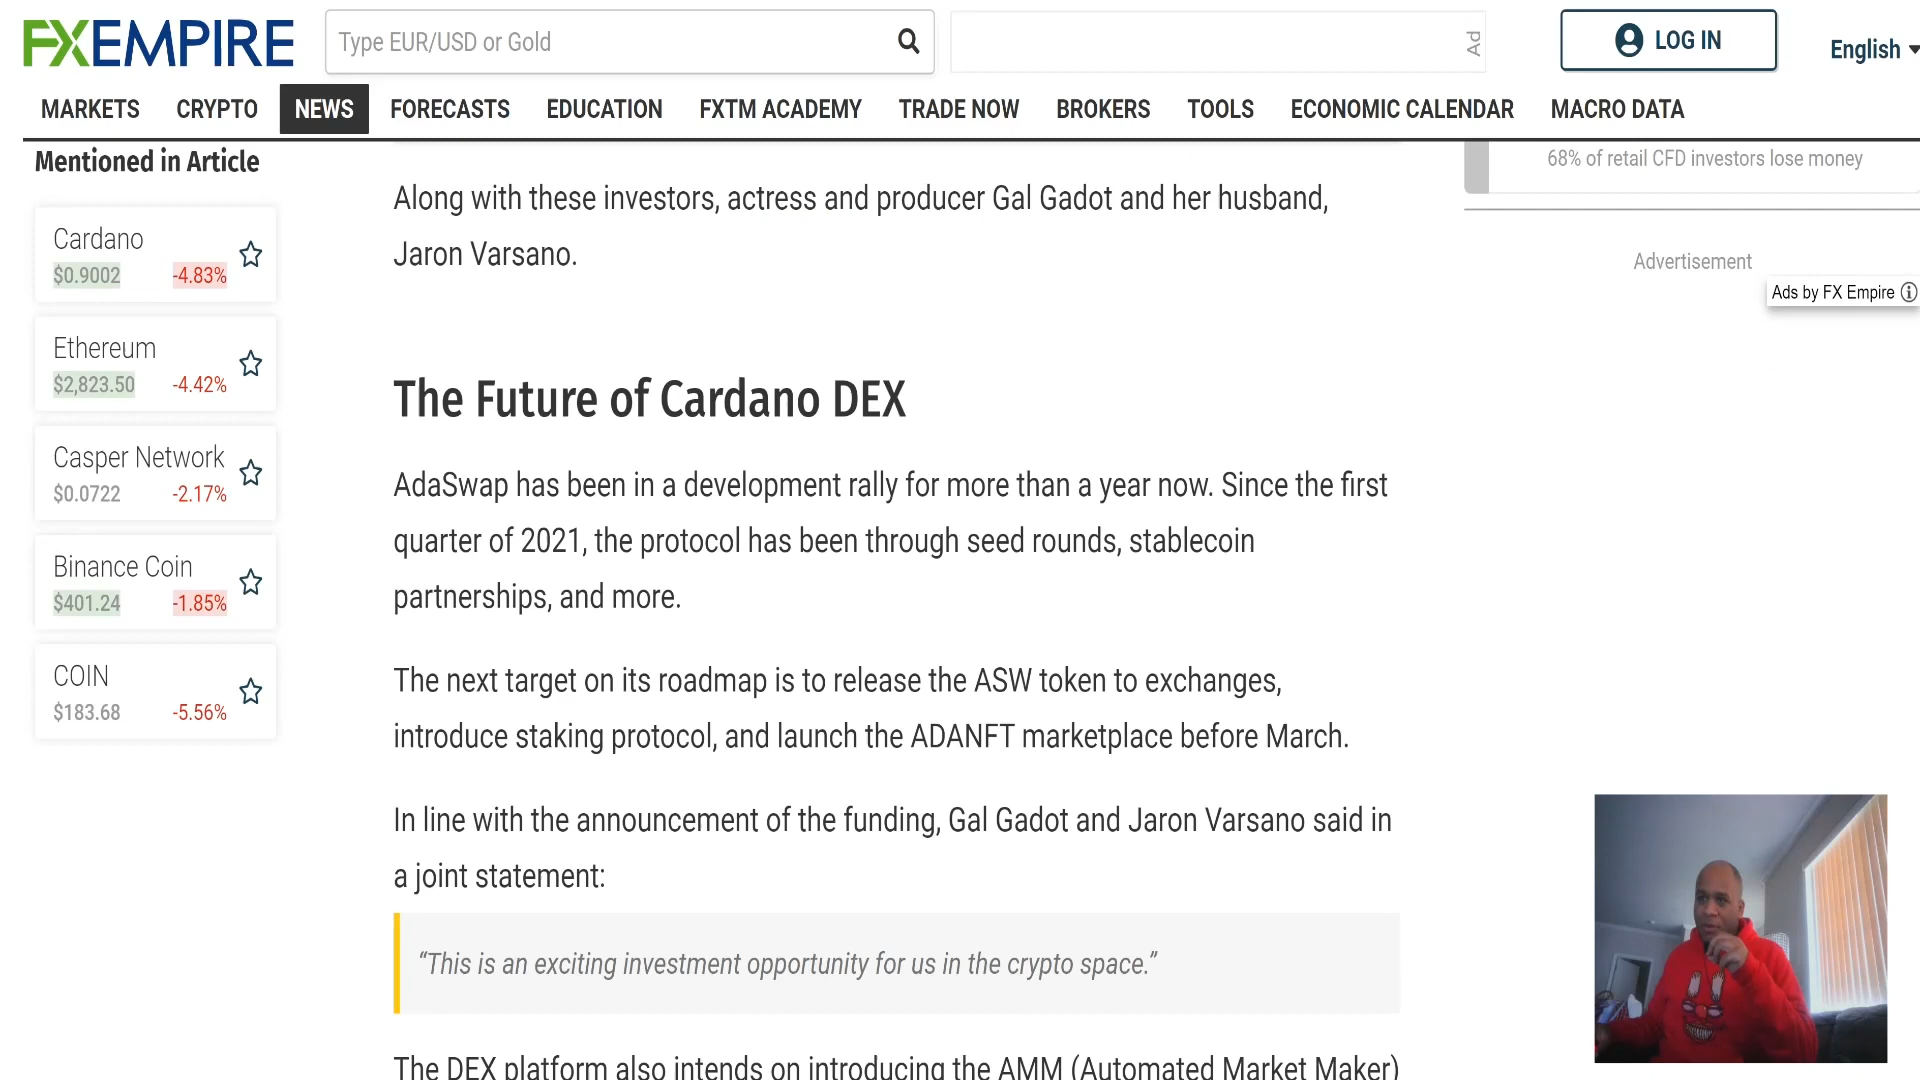 FXEMPIRE
Type EUR/USD or Gold
Ad
LOG IN
English
MARKETS CRYPTO NEWS FORECASTS EDUCATION FXTM ACADEMY TRADE NOW BROKERS TOOLS ECONOMIC CALENDAR MACRO DATA
Mentioned in Article
Cardano
$0.9002 -4.83%
Ethereum
$2,823.50 -4.42%
Casper Network
$0.0722 -2.17%
Binance Coin
$401.24 -1.85%
COIN
$183.68 -5.56%
Along with these investors, actress and producer Gal Gadot and her husband,
Jaron Varsano.
The Future of Cardano DEX
AdaSwap has been in a development rally for more than a year now. Since the first
quarter of 2021, the protocol has been through seed rounds, stablecoin
partnerships, and more.
The next target on its roadmap is to release the ASW token to exchanges,
introduce staking protocol, and launch the ADANFT marketplace before March.
In line with the announcement of the funding, Gal Gadot and Jaron Varsano said in
a joint statement:
“This is an exciting investment opportunity for us in the crypto space.”
The DEX platform also intends on introducing the AMM (Automated Market Maker)
68% of retail CFD investors lose money
Advertisement
Ads by FX Empire